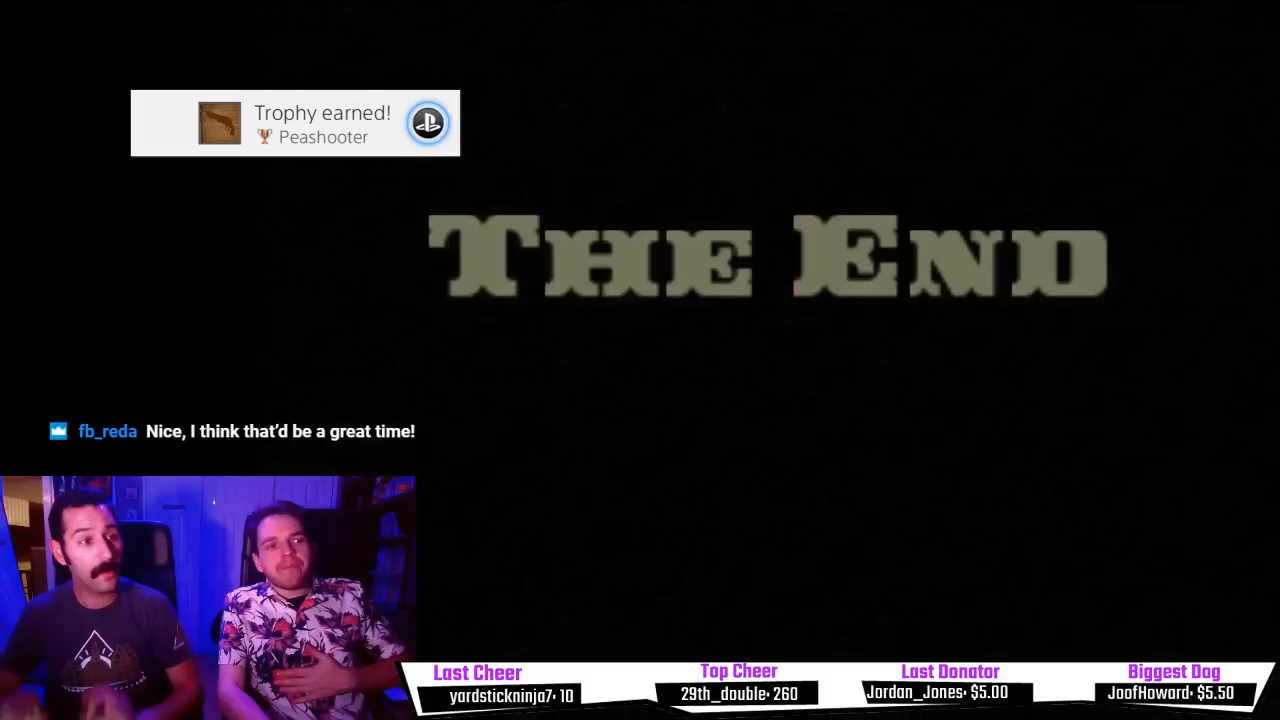 Trophy earned!
Peashooter
The End
fb_reda Nice, I think that'd be a great time!
Last Cheer
yardstickninja7: 10
Top Cheer
29th_double: 260
Last Donator
Jordan_Jones: $5.00
Biggest Dog
JoofHoward: $5.50